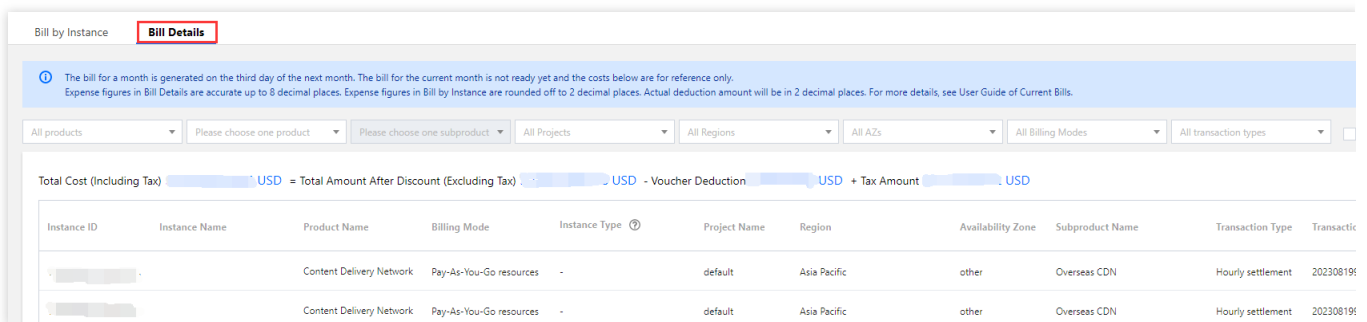 Bill by Instance Bill Details
The bill for a month is generated on the third day of the next month. The bill for the current month is not ready yet and the costs below are for reference only.
Expense figures in Bill Details are accurate up to 8 decimal places. Expense figures in Bill by Instance are rounded off to 2 decimal places. Actual deduction amount will be in 2 decimal places. For more details, see User Guide of Current Bills.
All products Please choose one product Please choose one subproduct All Projects All Regions All AZs All Billing Modes All transaction types
Total Cost (Including Tax) USD = Total Amount After Discount (Excluding Tax) USD - Voucher Deduction USD + Tax Amount USD
Instance ID Instance Name Product Name Billing Mode Instance Type Project Name Region Availability Zone Subproduct Name Transaction Type Transactio
Content Delivery Network Pay-As-You-Go resources - default Asia Pacific other Overseas CDN Hourly settlement 202308199
Content Delivery Network Pay-As-You-Go resources - default Asia Pacific other Overseas CDN Hourly settlement 202308199